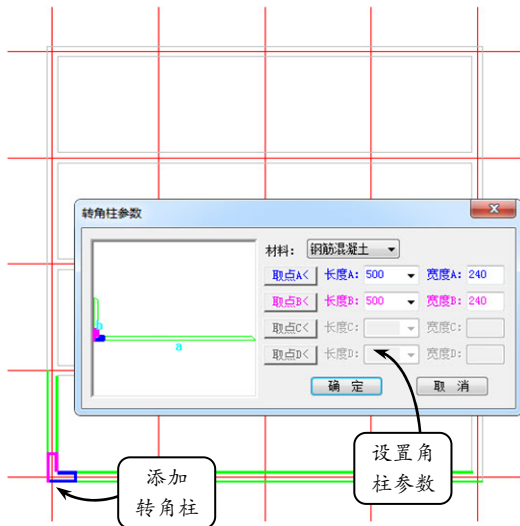 转角柱参数
材料: 钢筋混凝土
取点A< 长度A: 500 宽度A: 240
b
取点B< 长度B: 500 宽度B: 240
a
取点C< 长度C: 宽度C:
取点D< 长度D: 宽度D:
确 定 取 消
设置角
柱参数
添加
转角柱